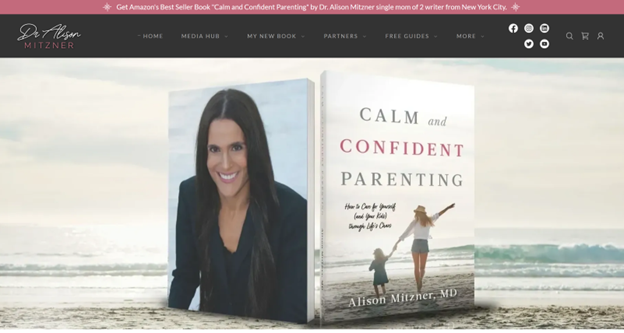 Get Amazon's Best Seller Book "Calm and Confident Parenting" by Dr. Alison Mitzner single mom of 2 writer from New York City.
Dr Alison
MITZNER
HOME MEDIA HUB MY NEW BOOK PARTNERS FREE GUIDES MORE
CALM and
CONFIDENT
PARENTING
How to Care for Yourself
(and Your Kids)
Through Life's Chaos
Alison Mitzner, MD